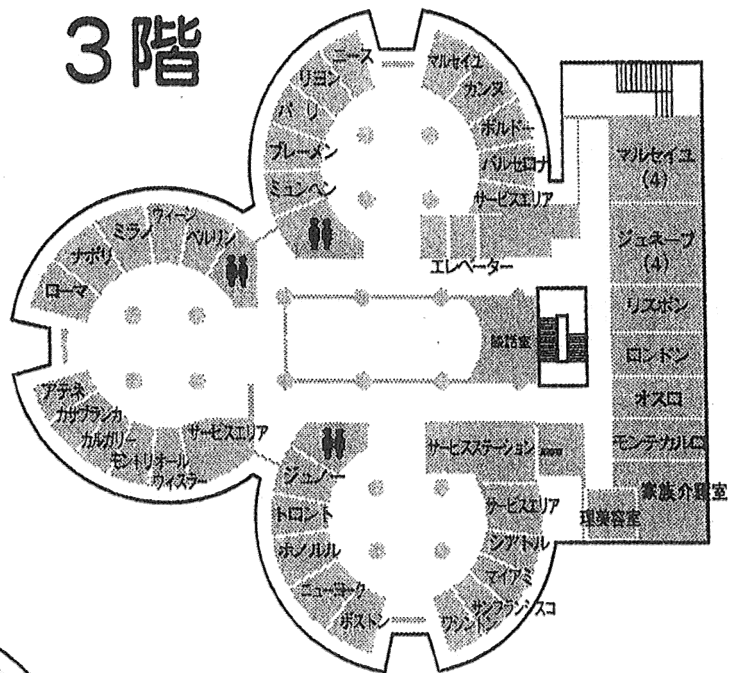 3階
ニース
リヨン
パリ
ブレーメン
ミュンヘン
マルセイユ
カンヌ
ボルドー
バルセロナ
サービスエリア
エレベーター
ウィーン
ミラノ
ベルリン
ナポリ
ローマ
アテネ
カサブランカ
カルガリー
モントリオール
ウィスラー
サービスエリア
談話室
マルセイユ
(4)
ジュネーブ
(4)
リスボン
ロンドン
オスロ
モンテカルロ
家族介護室
理美容室
サービスステーション
ジュノー
トロント
ホノルル
ニューヨーク
ボストン
サービスエリア
シアトル
マイアミ
サンフランシスコ
ワシントン